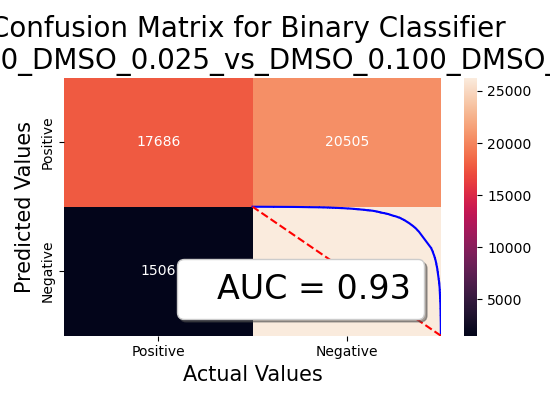 Confusion Matrix for Binary Classifier
0_DMSO_0.025_vs_DMSO_0.100_DMSO_
Predicted Values
Positive
Negative
17686
20505
1506
AUC = 0.93
Positive
Negative
Actual Values
25000
20000
15000
10000
5000